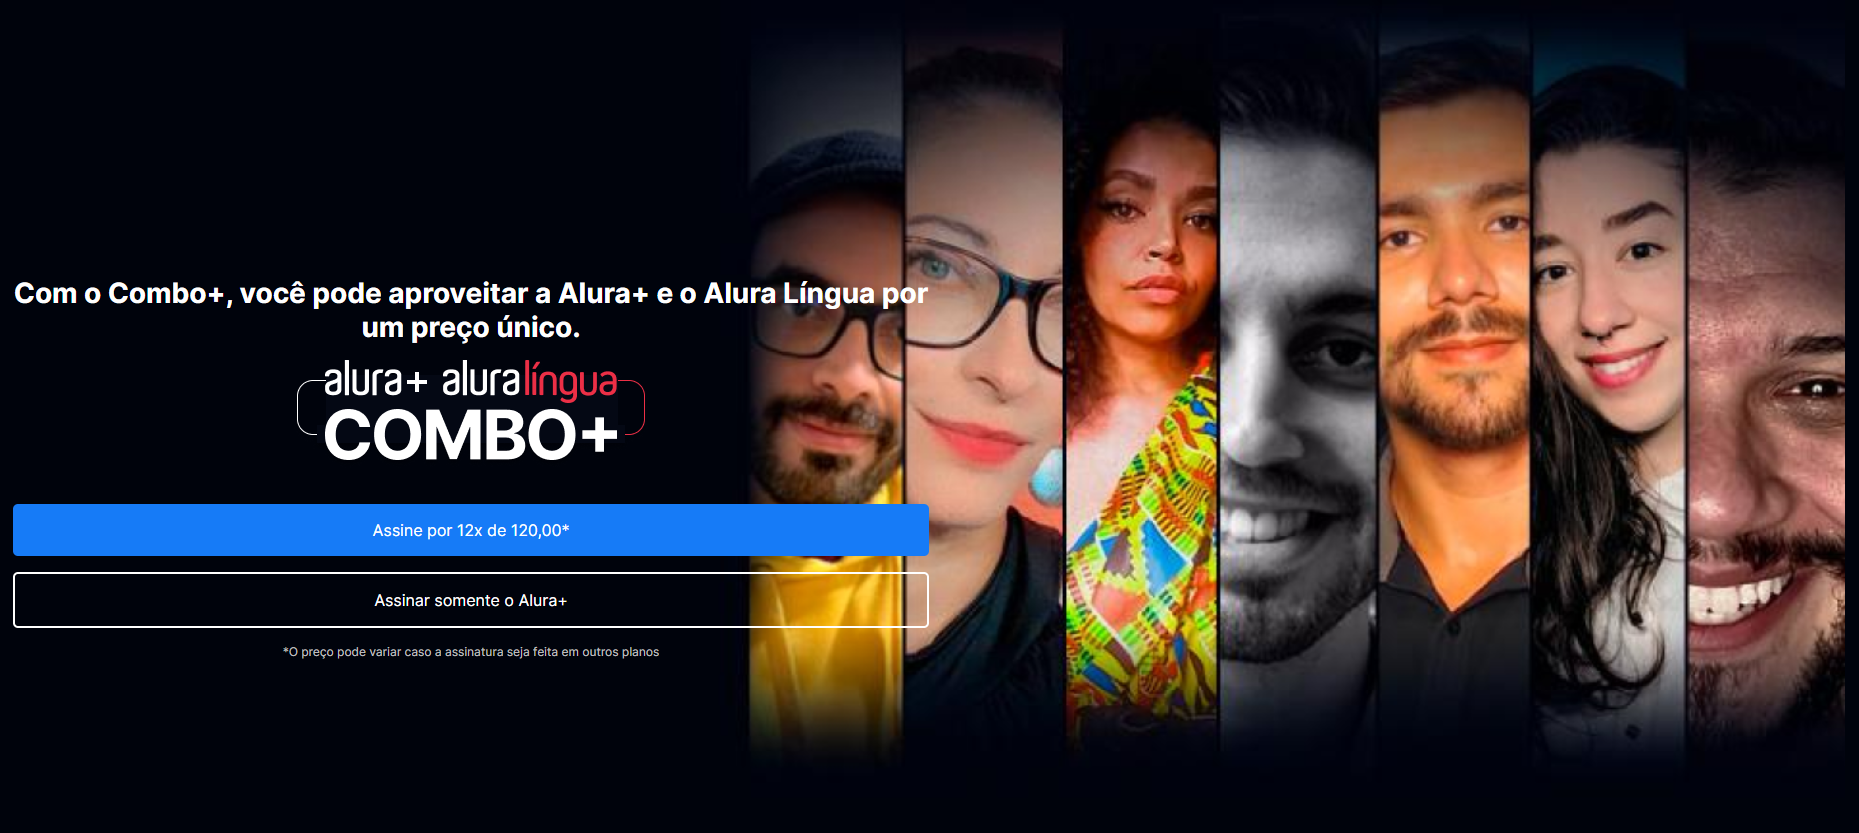 Com o Combo+, você pode aproveitar a Alura+ e o Alura Língua por
um preço único.
alura+ aluralíngua
COMBO+
Assine por 12x de 120,00*
Assinar somente o Alura+
*O preço pode variar caso a assinatura seja feita em outros planos